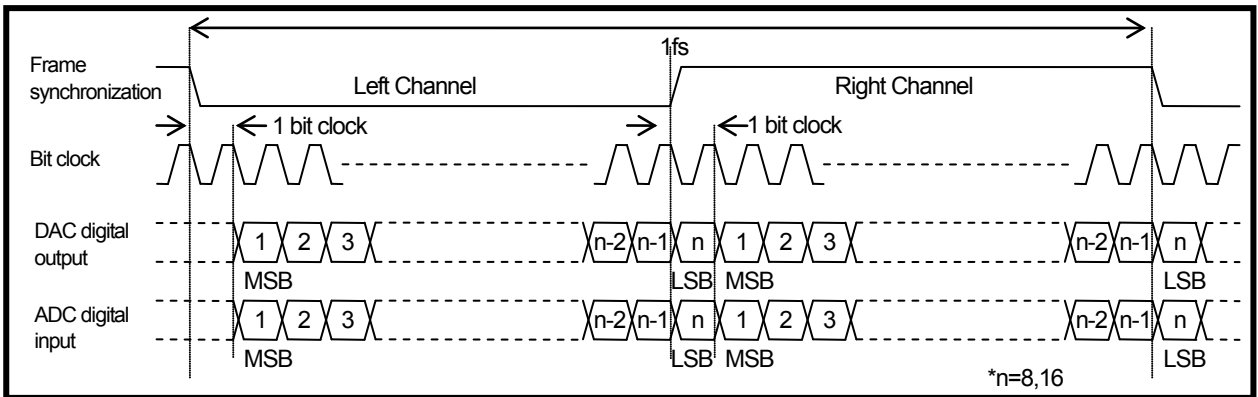 1fs
Frame
synchronization
Left Channel
Right Channel
1 bit clock
1 bit clock
Bit clock
DAC digital
output
1 2 3 n-2 n-1 n 1 2 3 n-2 n-1 n
MSB LSB MSB LSB
ADC digital
input
1 2 3 n-2 n-1 n 1 2 3 n-2 n-1 n
MSB LSB MSB LSB
*n=8,16